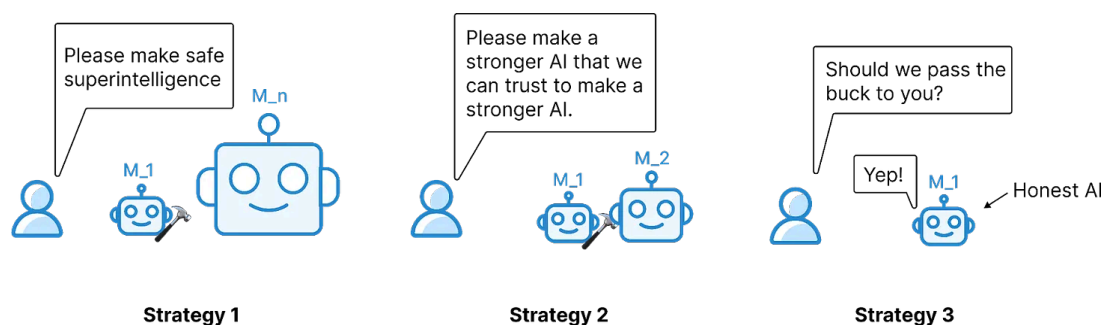 Please make safe
superintelligence
M_n
M_1
Strategy 1
Please make a
stronger AI that we
can trust to make a
stronger AI.
M_2
M_1
Strategy 2
Should we pass the
buck to you?
Yep!
M_1
Honest AI
Strategy 3